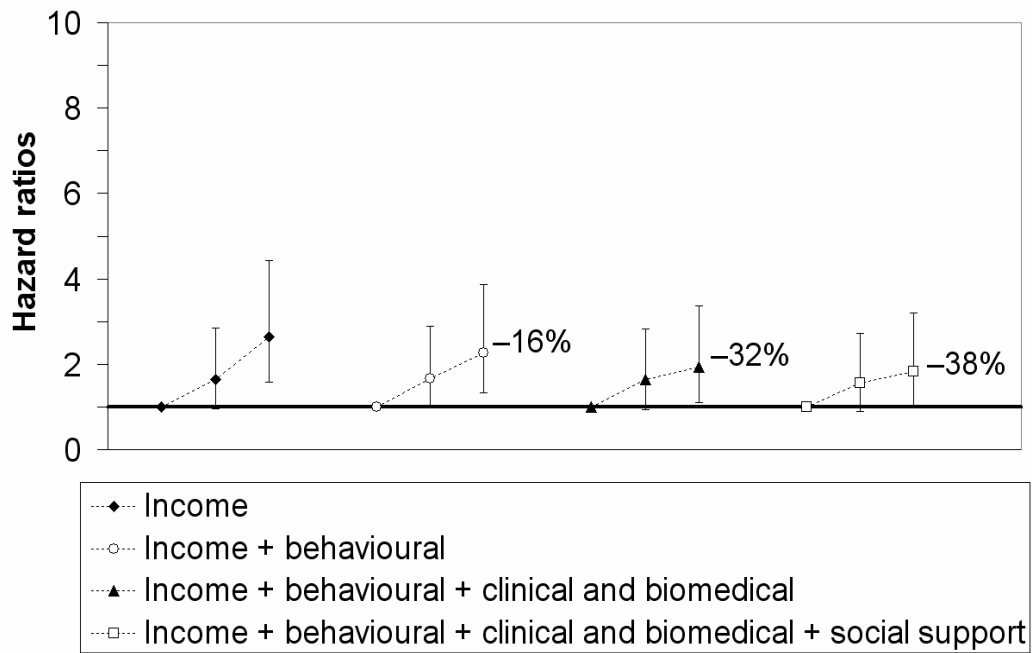 10
8
6
4
2
0
Hazard ratios
–16%
–32%
–38%
Income
Income + behavioural
Income + behavioural + clinical and biomedical
Income + behavioural + clinical and biomedical + social support